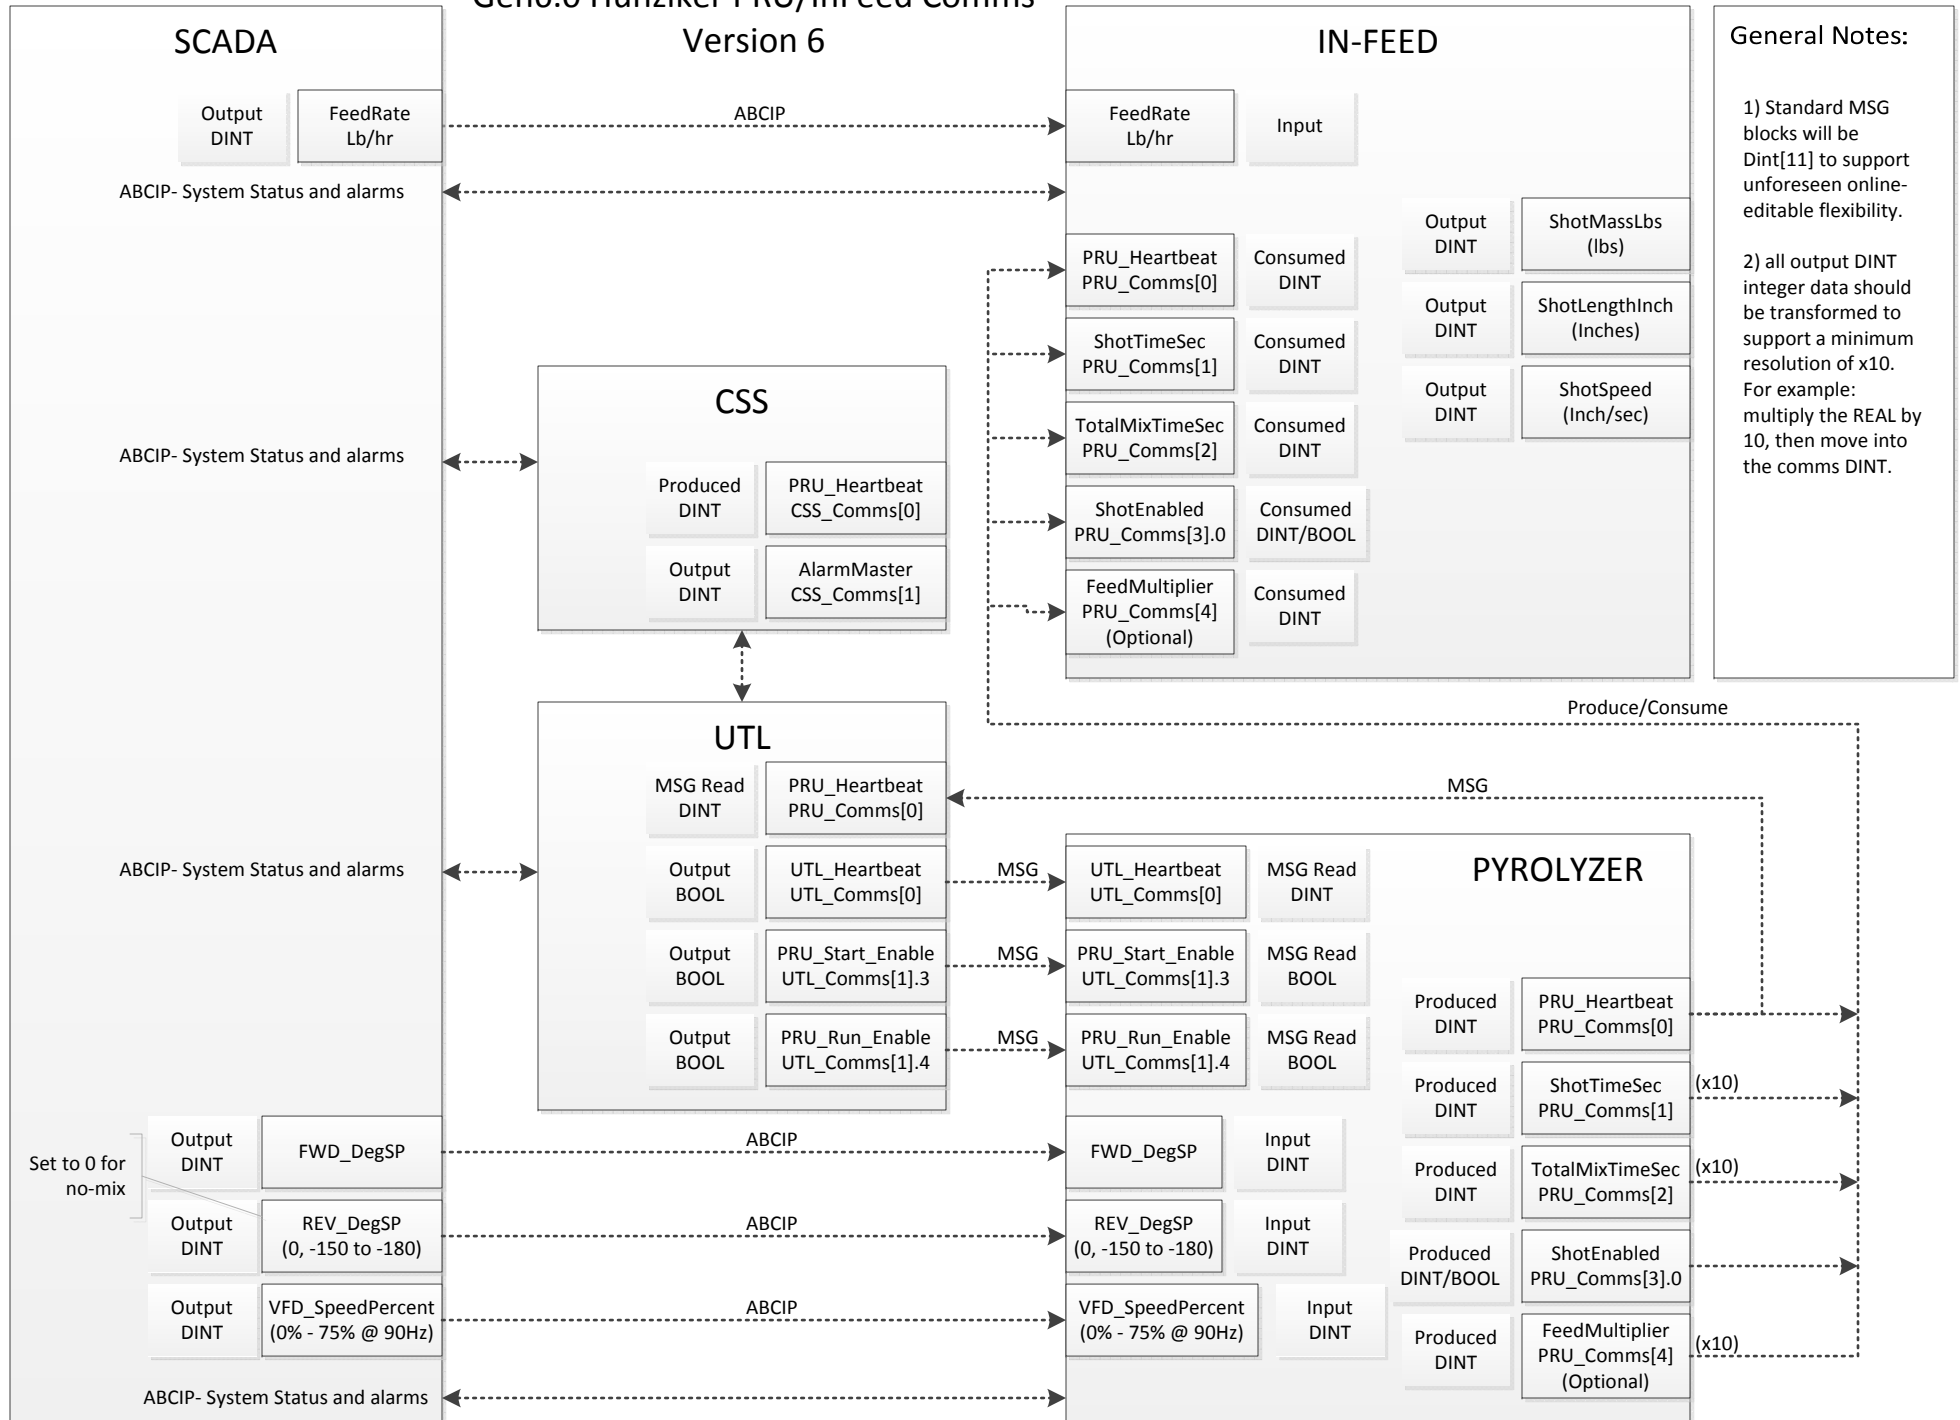 Gen6.6 Hunziker PRU/InFeed Comms
Version 6
SCADA
Output
DINT
FeedRate
Lb/hr
ABCIP
ABCIP- System Status and alarms
ABCIP- System Status and alarms
ABCIP- System Status and alarms
Set to 0 for
no-mix
Output
DINT
FWD_DegSP
ABCIP
Output
DINT
REV_DegSP
(0, -150 to -180)
ABCIP
Output
DINT
VFD_SpeedPercent
(0% - 75% @ 90Hz)
ABCIP
ABCIP- System Status and alarms
CSS
Produced
DINT
PRU_Heartbeat
CSS_Comms[0]
Output
DINT
AlarmMaster
CSS_Comms[1]
UTL
MSG Read
DINT
PRU_Heartbeat
PRU_Comms[0]
MSG
Output
BOOL
UTL_Heartbeat
UTL_Comms[0]
MSG
Output
BOOL
PRU_Start_Enable
UTL_Comms[1].3
MSG
Output
BOOL
PRU_Run_Enable
UTL_Comms[1].4
MSG
IN-FEED
FeedRate
Lb/hr
Input
PRU_Heartbeat
PRU_Comms[0]
Consumed
DINT
ShotTimeSec
PRU_Comms[1]
Consumed
DINT
TotalMixTimeSec
PRU_Comms[2]
Consumed
DINT
ShotEnabled
PRU_Comms[3].0
Consumed
DINT/BOOL
FeedMultiplier
PRU_Comms[4]
(Optional)
Consumed
DINT
Output
DINT
ShotMassLbs
(lbs)
Output
DINT
ShotLengthInch
(Inches)
Output
DINT
ShotSpeed
(Inch/sec)
Produce/Consume
PYROLYZER
UTL_Heartbeat
UTL_Comms[0]
MSG Read
DINT
PRU_Start_Enable
UTL_Comms[1].3
MSG Read
BOOL
PRU_Run_Enable
UTL_Comms[1].4
MSG Read
BOOL
FWD_DegSP
Input
DINT
REV_DegSP
(0, -150 to -180)
Input
DINT
VFD_SpeedPercent
(0% - 75% @ 90Hz)
Input
DINT
Produced
DINT
PRU_Heartbeat
PRU_Comms[0]
Produced
DINT
ShotTimeSec
PRU_Comms[1]
(x10)
Produced
DINT
TotalMixTimeSec
PRU_Comms[2]
(x10)
Produced
DINT/BOOL
ShotEnabled
PRU_Comms[3].0
Produced
DINT
FeedMultiplier
PRU_Comms[4]
(Optional)
(x10)
General Notes:
1) Standard MSG
blocks will be
Dint[11] to support
unforeseen online-
editable flexibility.
2) all output DINT
integer data should
be transformed to
support a minimum
resolution of x10.
For example:
multiply the REAL by
10, then move into
the comms DINT.